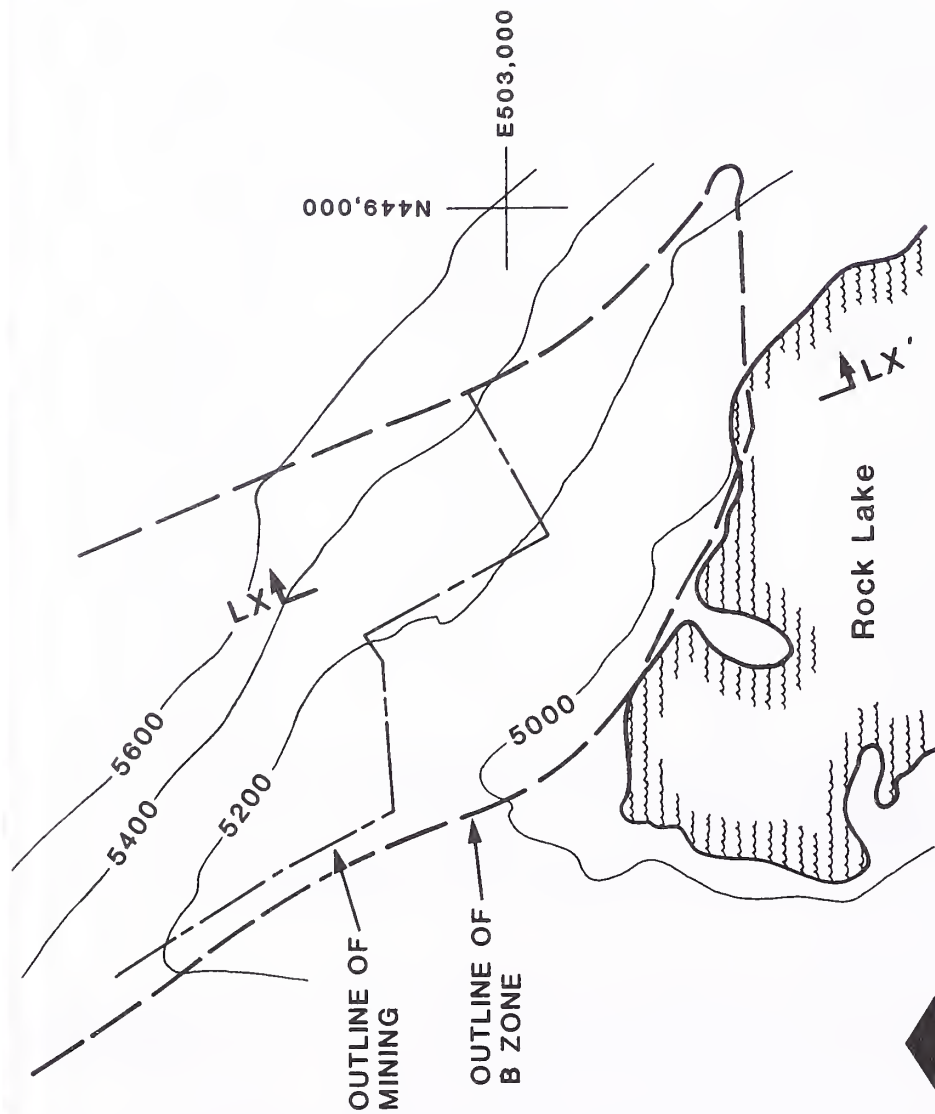 E503,000
N449,000
LX
LX'
Rock Lake
5600
5400
5200
5000
OUTLINE OF
MINING
OUTLINE OF
B ZONE